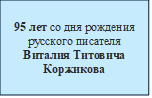 95 лет со дня рождения
русского писателя
Виталия Титовича
Коржикова